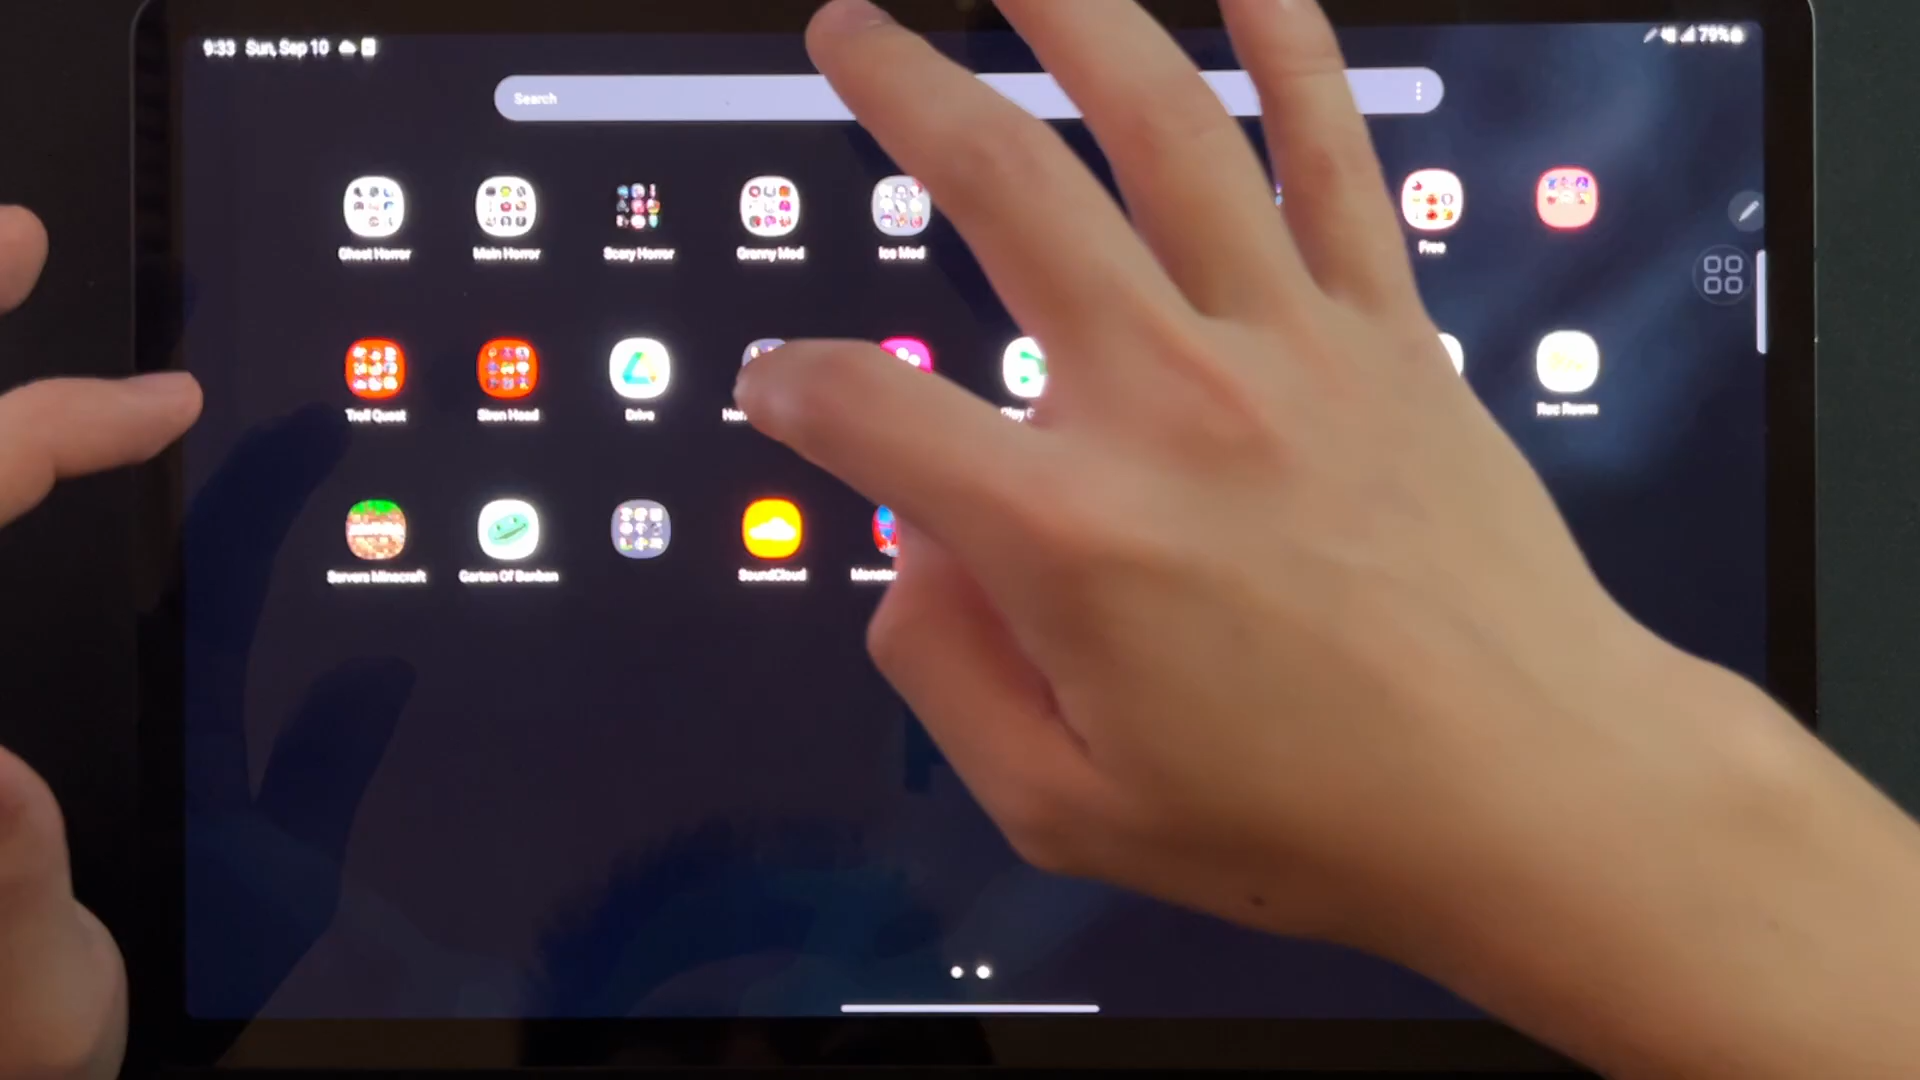 9:33 Sun, Sep 10
79%
Search
Ghost Horror
Main Horror
Scary Horror
Granny Mod
Ice Mod
Free
Troll Quest
Siren Head
Drive
Play
Rec Room
Servers Minecraft
Garten Of Banban
SoundCloud